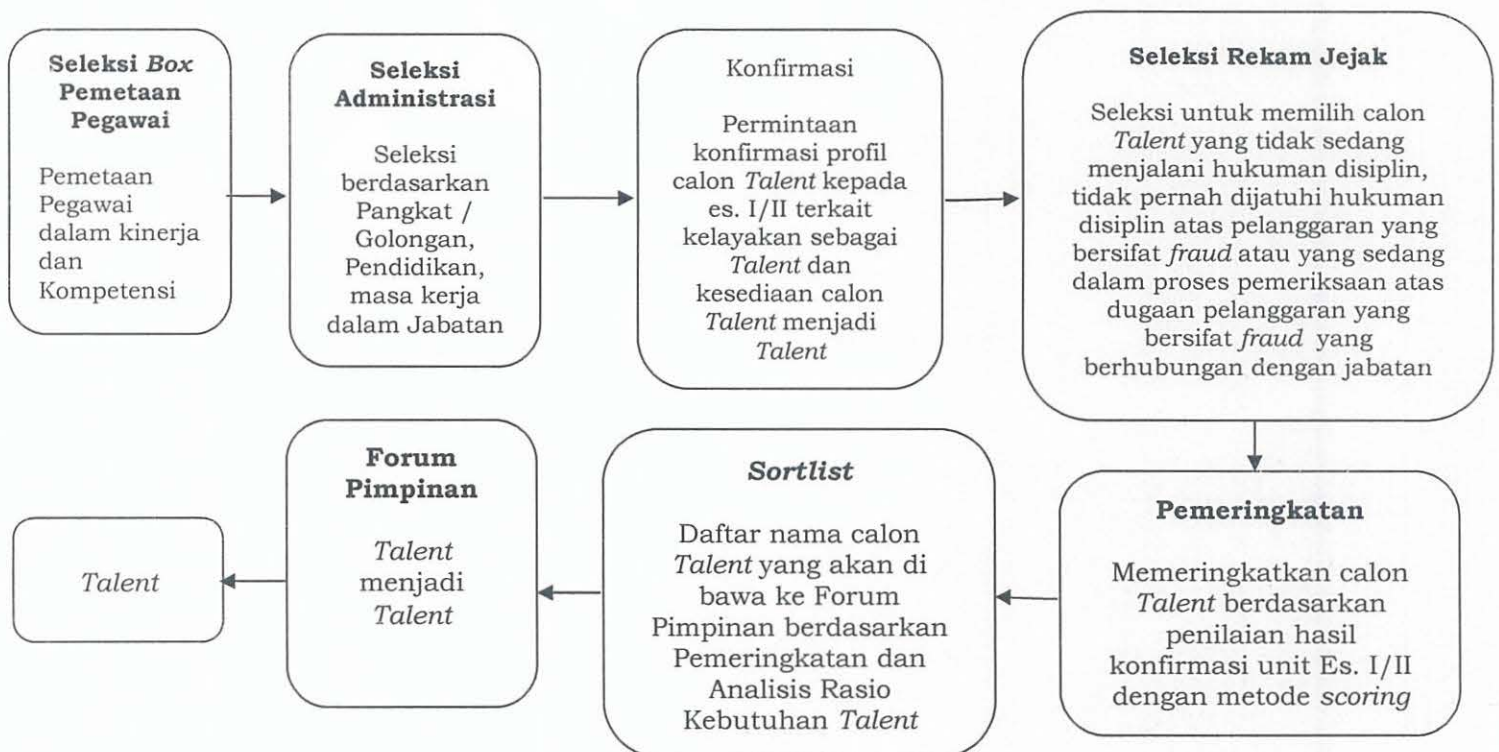 Seleksi Box
Pemetaan
Pegawai
Pemetaan
Pegawai
dalam kinerja
dan
Kompetensi
Seleksi
Administrasi
Seleksi
berdasarkan
Pangkat /
Golongan,
Pendidikan,
masa kerja
dalam Jabatan
Konfirmasi
Permintaan
konfirmasi profil
calon Talent kepada
es. I/II terkait
kelayakan sebagai
Talent dan
kesediaan calon
Talent menjadi
Talent
Seleksi Rekam Jejak
Seleksi untuk memilih calon
Talent yang tidak sedang
menjalani hukuman disiplin,
tidak pernah dijatuhi hukuman
disiplin atas pelanggaran yang
bersifat fraud atau yang sedang
dalam proses pemeriksaan atas
dugaan pelanggaran yang
bersifat fraud yang
berhubungan dengan jabatan
Pemeringkatan
Memeringkatkan calon
Talent berdasarkan
penilaian hasil
konfirmasi unit Es. I/II
dengan metode scoring
Sortlist
Daftar nama calon
Talent yang akan di
bawa ke Forum
Pimpinan berdasarkan
Pemeringkatan dan
Analisis Rasio
Kebutuhan Talent
Forum
Pimpinan
Talent
menjadi
Talent
Talent